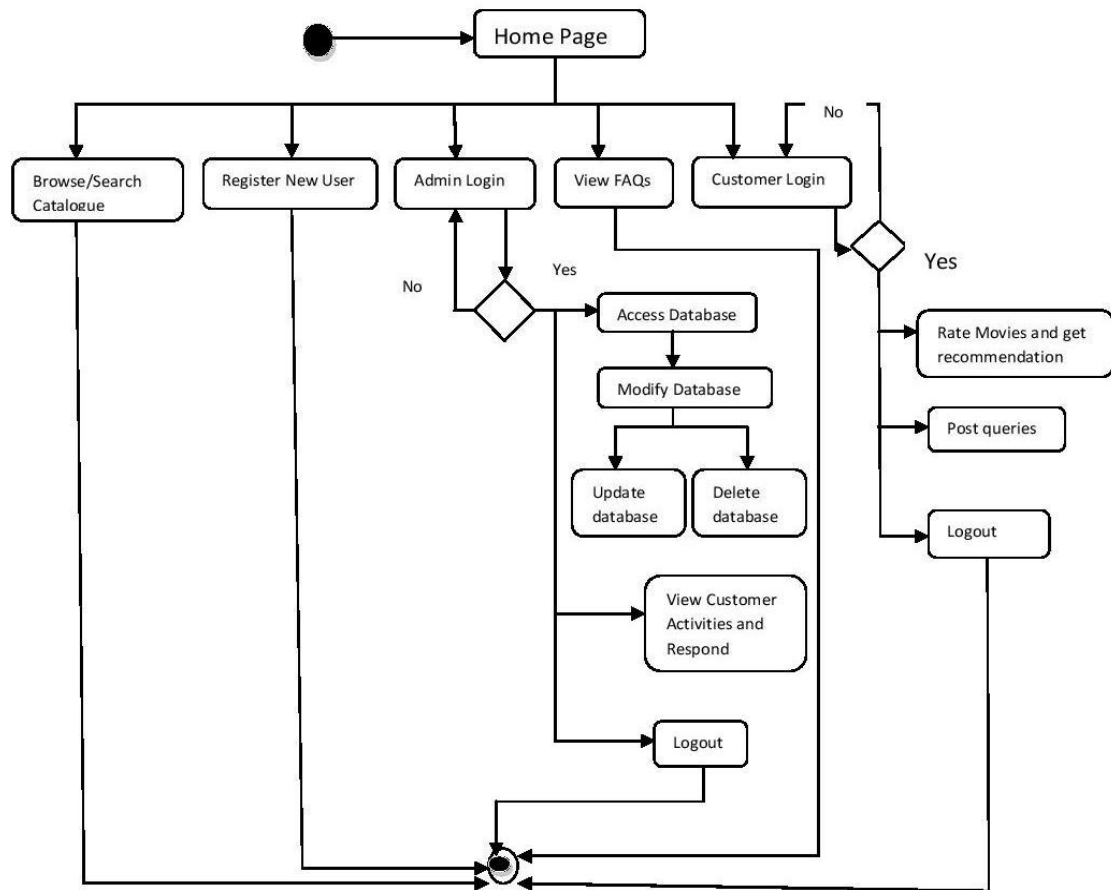 Home Page
No
Browse/Search
Catalogue
Register New User
Admin Login
View FAQs
Customer Login
Yes
No
Yes
Access Database
Rate Movies and get
recommendation
Modify Database
Post queries
Update
database
Delete
database
Logout
View Customer
Activities and
Respond
Logout